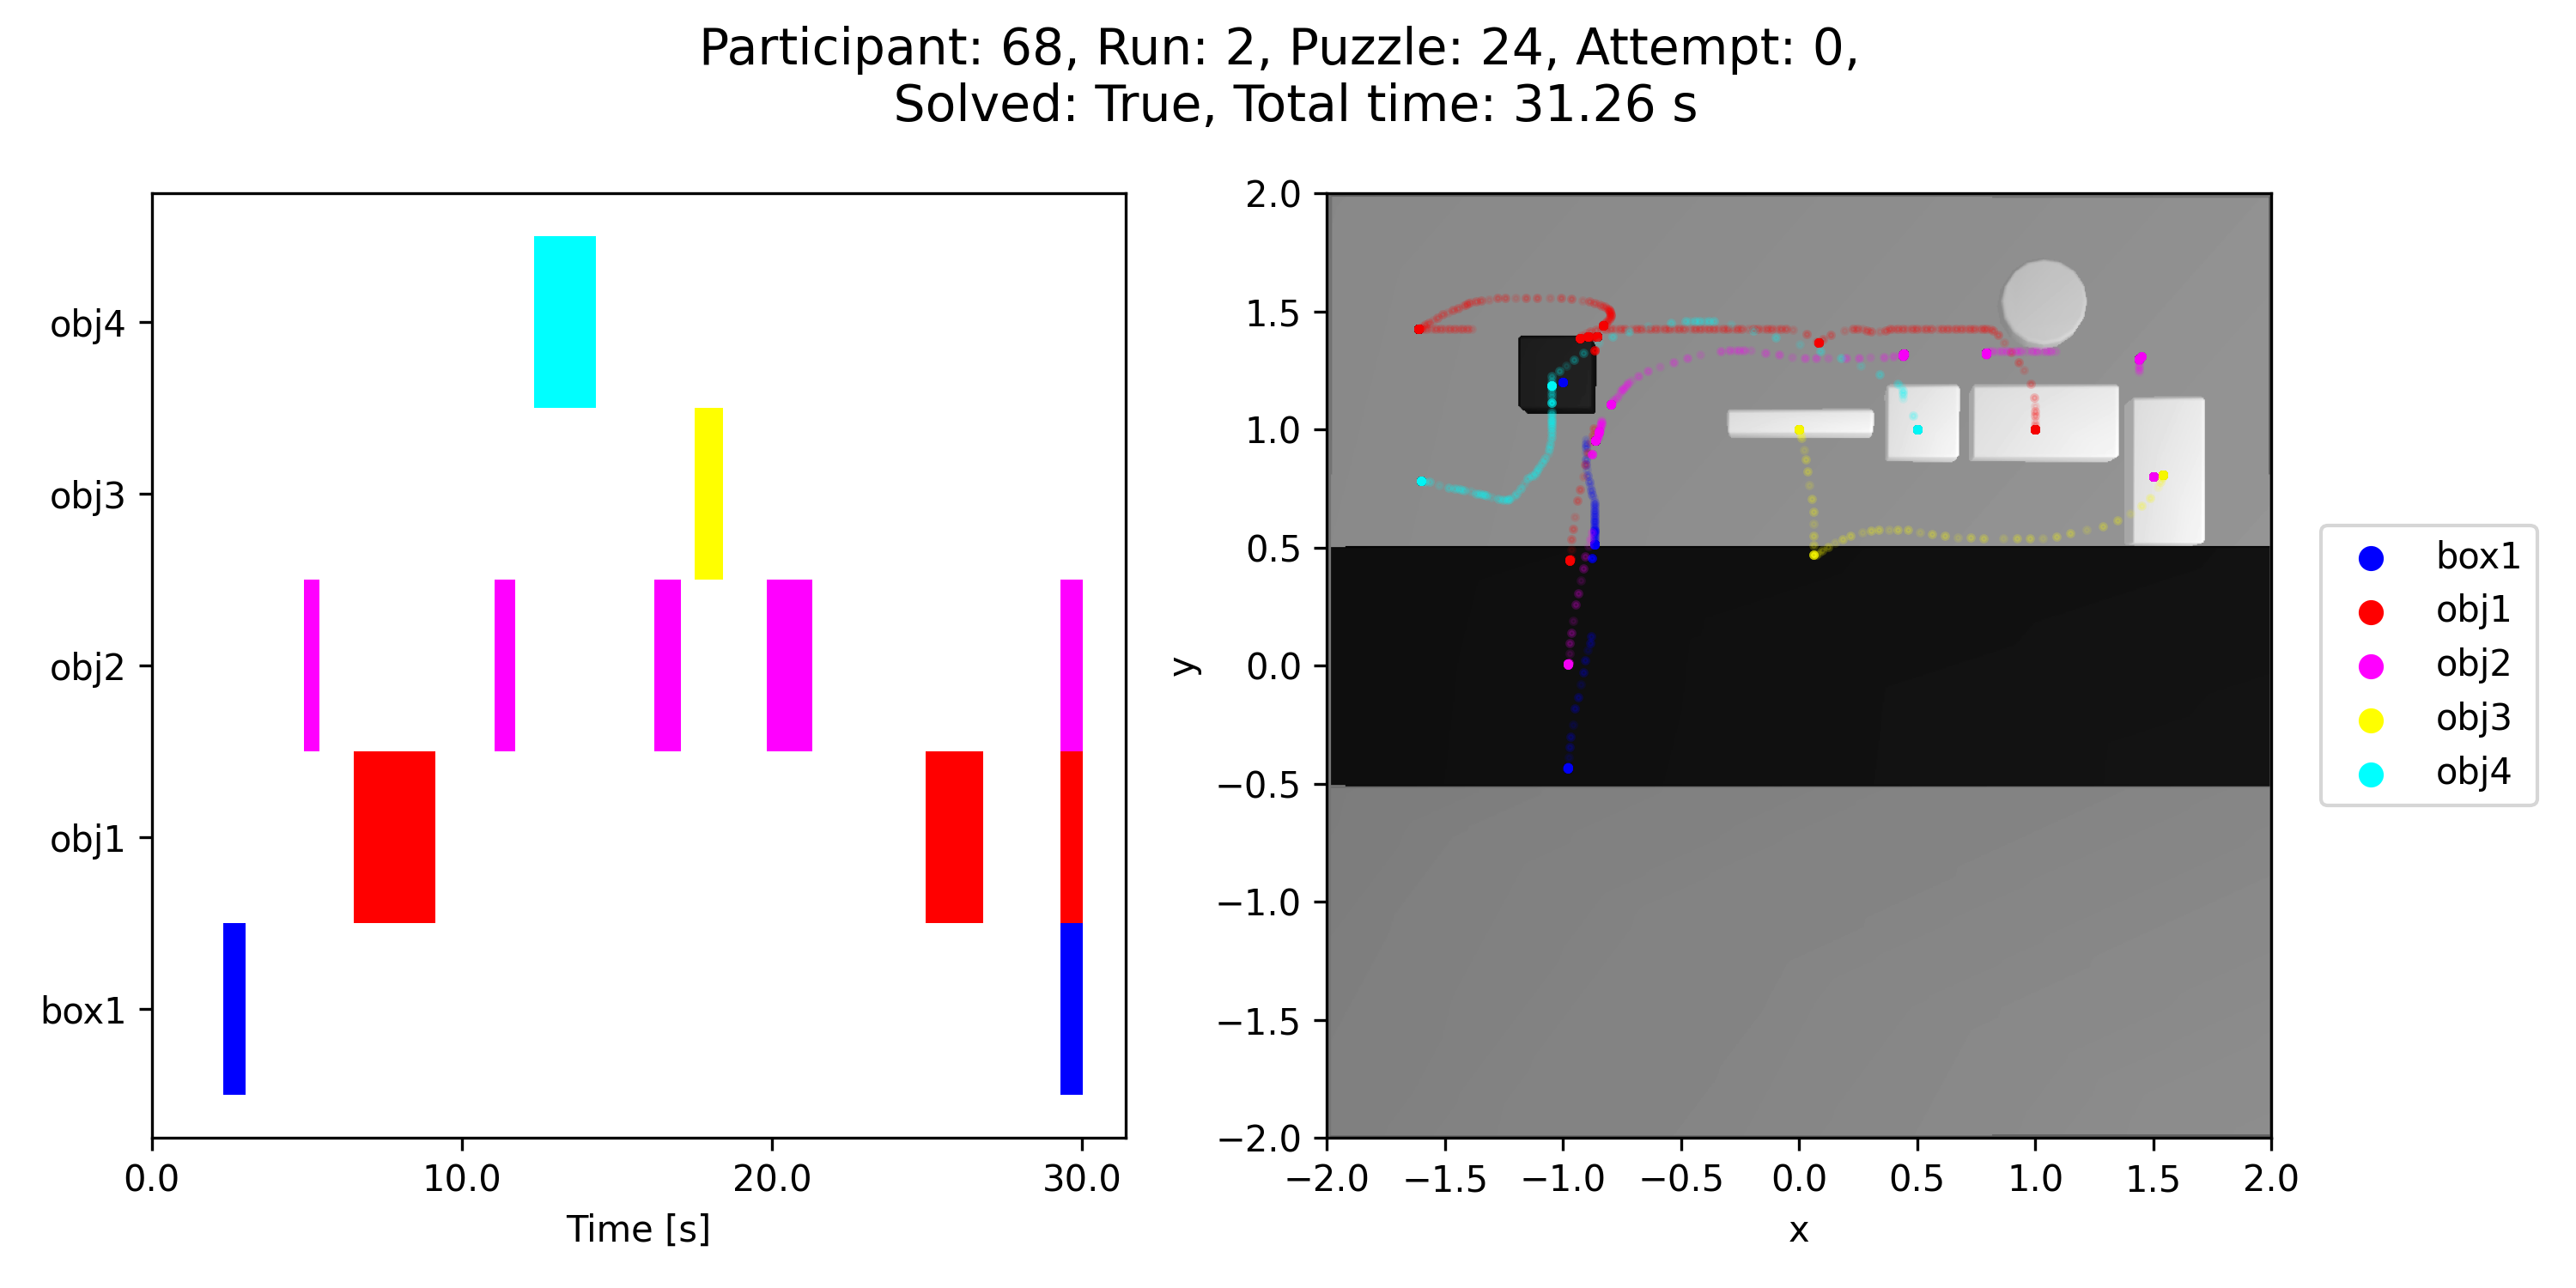 Participant: 68, Run: 2, Puzzle: 24, Attempt: 0,
Solved: True, Total time: 31.26 s
obj4
obj3
obj2
obj1
box1
0.0 10.0 20.0 30.0
Time [s]
2.0
1.5
1.0
0.5
0.0
−0.5
−1.0
−1.5
−2.0
y
−2.0 −1.5 −1.0 −0.5 0.0 0.5 1.0 1.5 2.0
x
box1
obj1
obj2
obj3
obj4